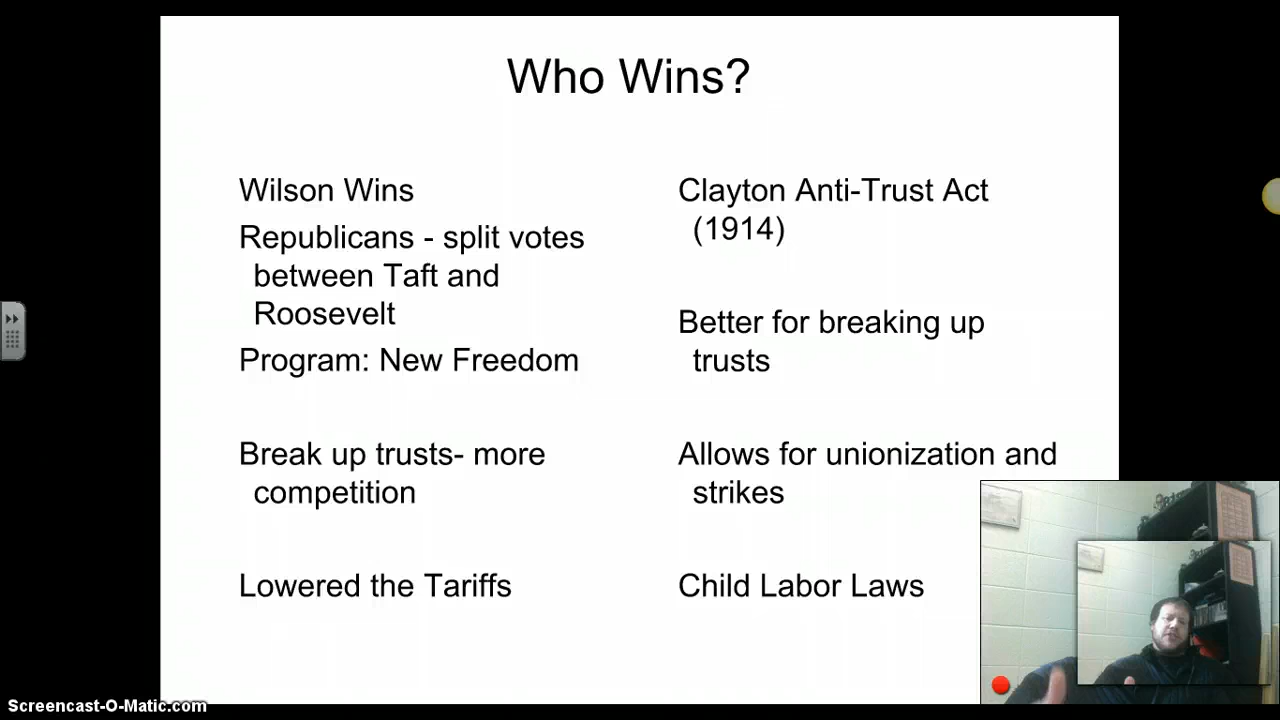 Who Wins?
Wilson Wins
Republicans - split votes
between Taft and
Roosevelt
Program: New Freedom
Break up trusts- more
competition
Lowered the Tariffs
Clayton Anti-Trust Act
(1914)
Better for breaking up
trusts
Allows for unionization and
strikes
Child Labor Laws
Screencast-O-Matic.com